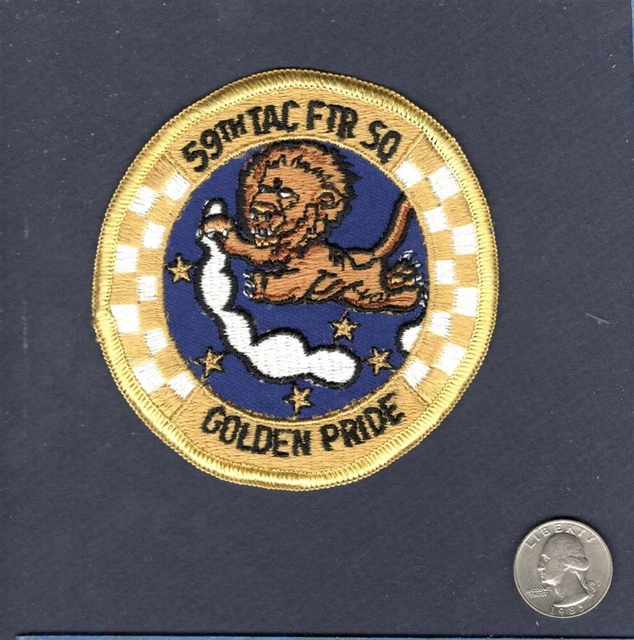 59TH TAC FTR SQ
GOLDEN PRIDE
LIBERTY